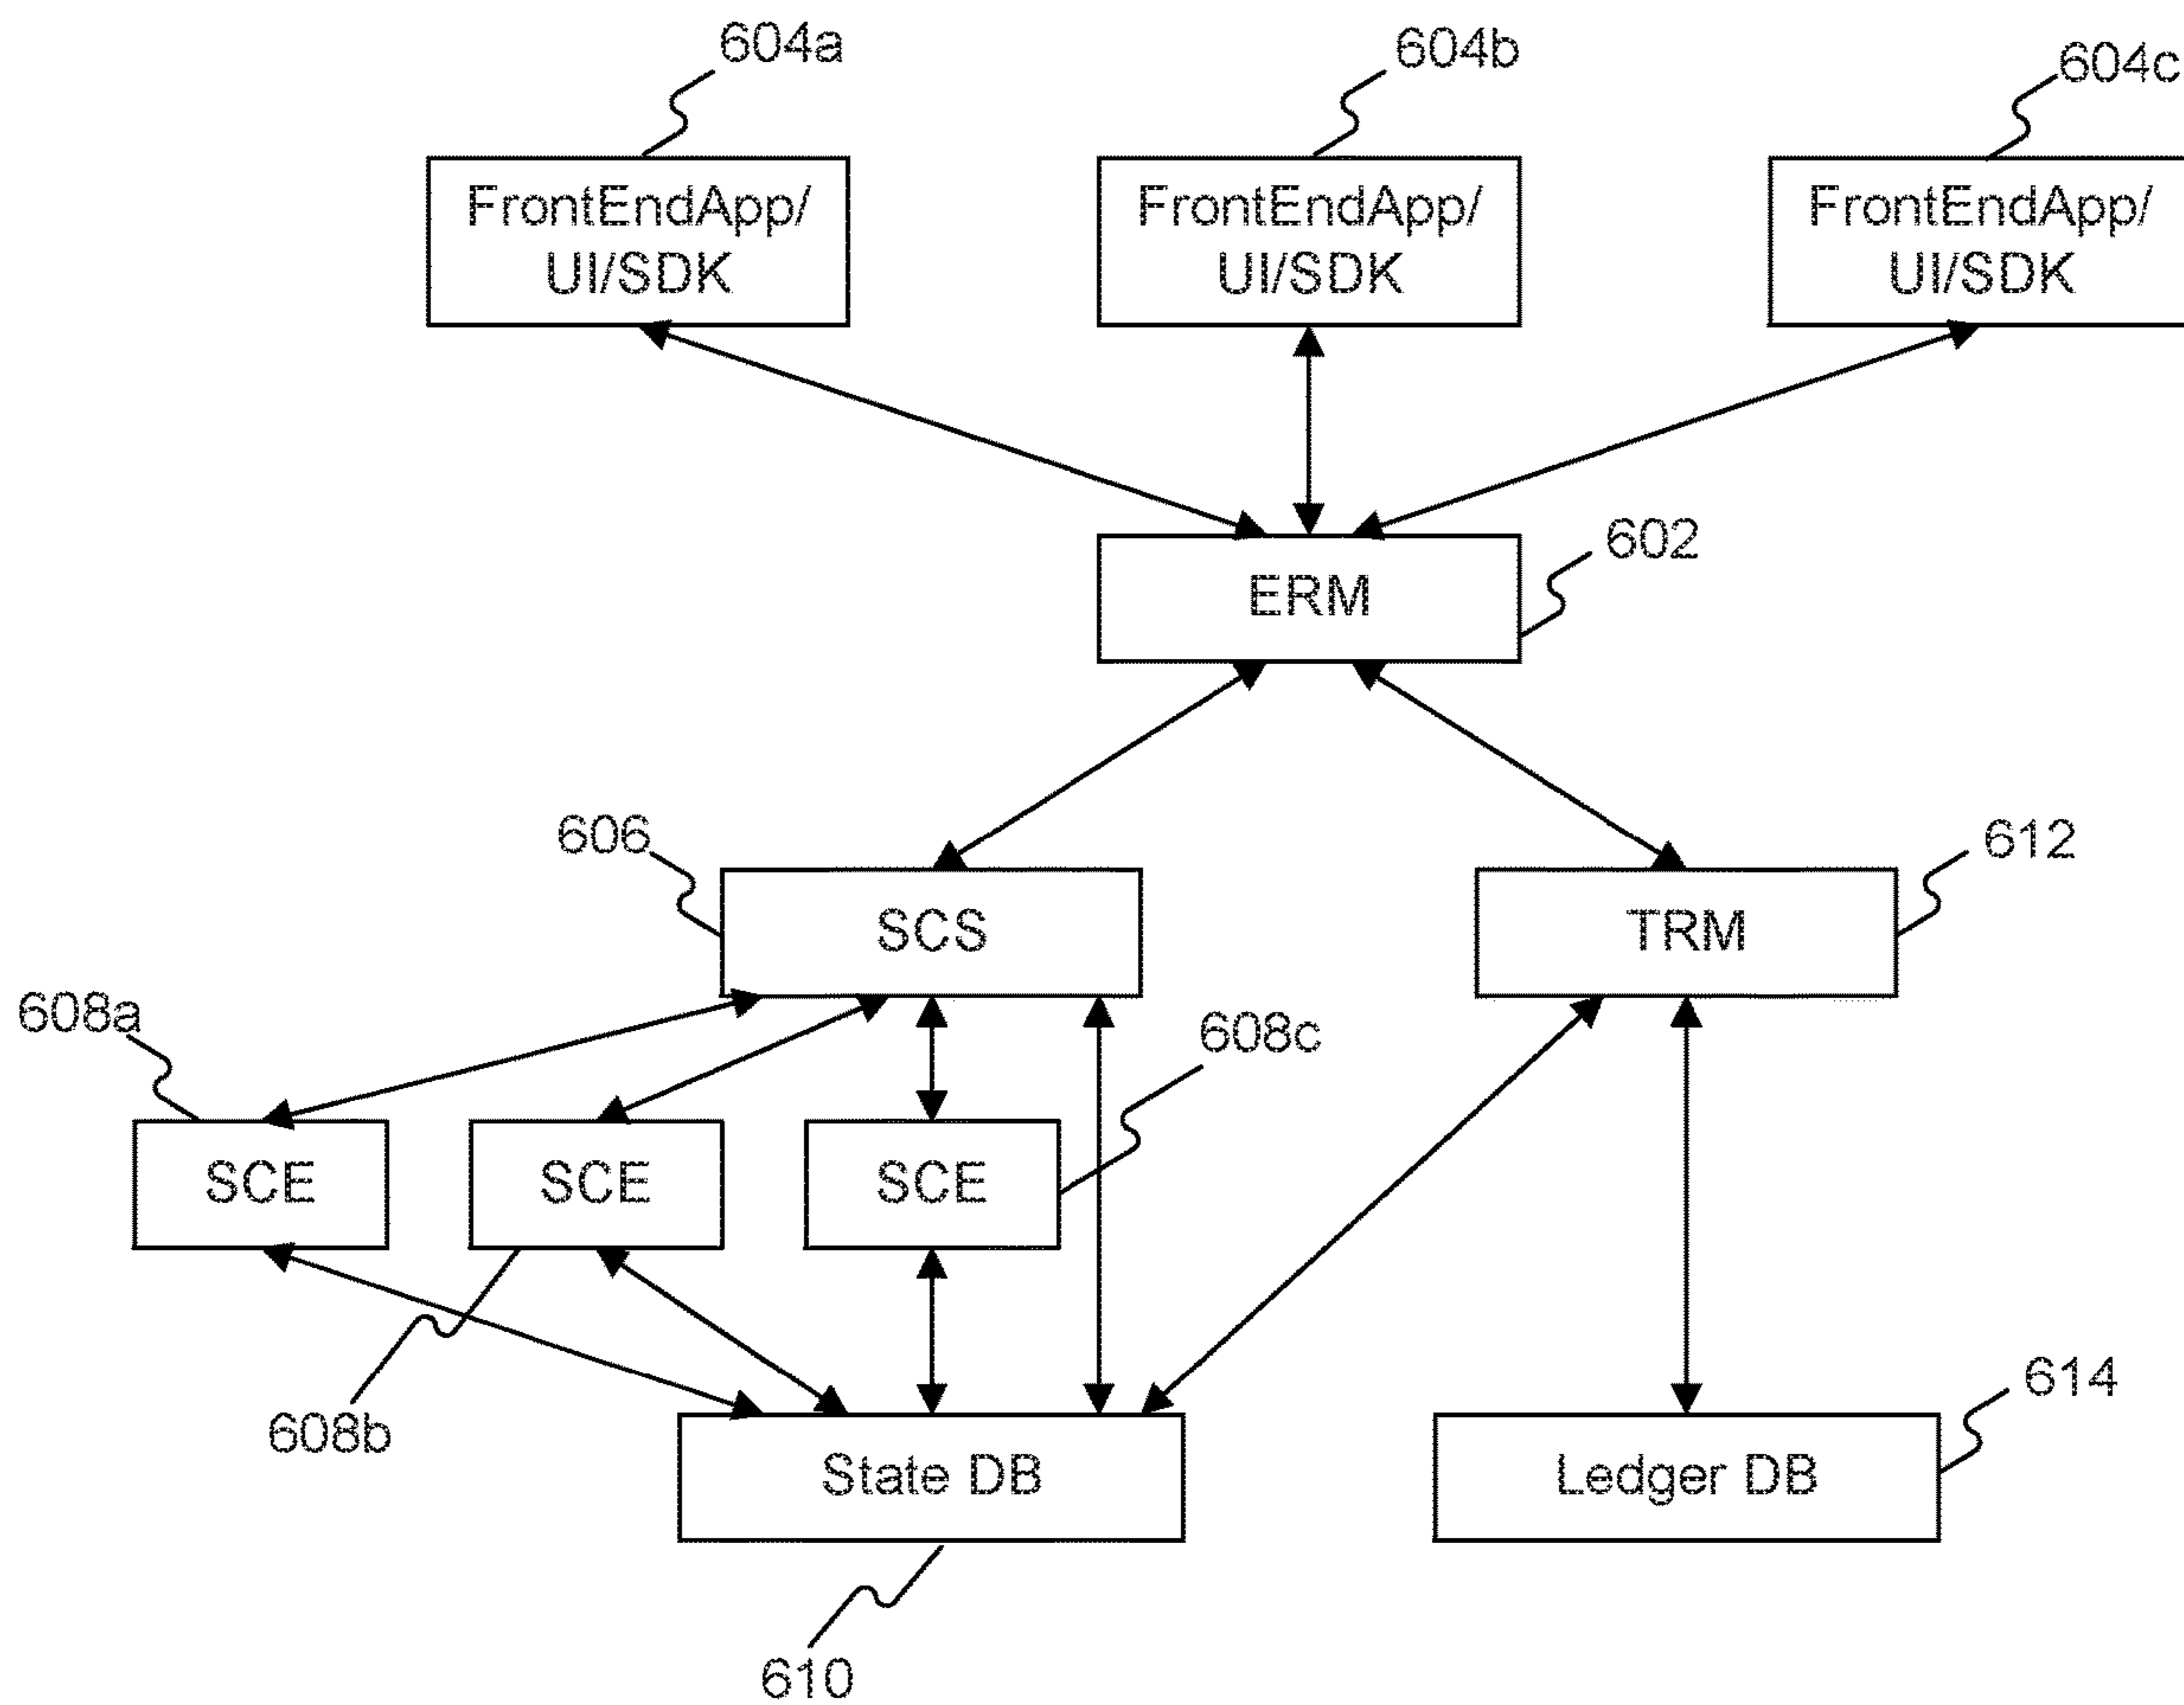 604a
604b
604c
FrontEndApp/
UI/SDK
FrontEndApp/
UI/SDK
FrontEndApp/
UI/SDK
602
ERM
606
612
SCS
TRM
608a
608c
SCE
SCE
SCE
608b
614
State DB
Ledger DB
610